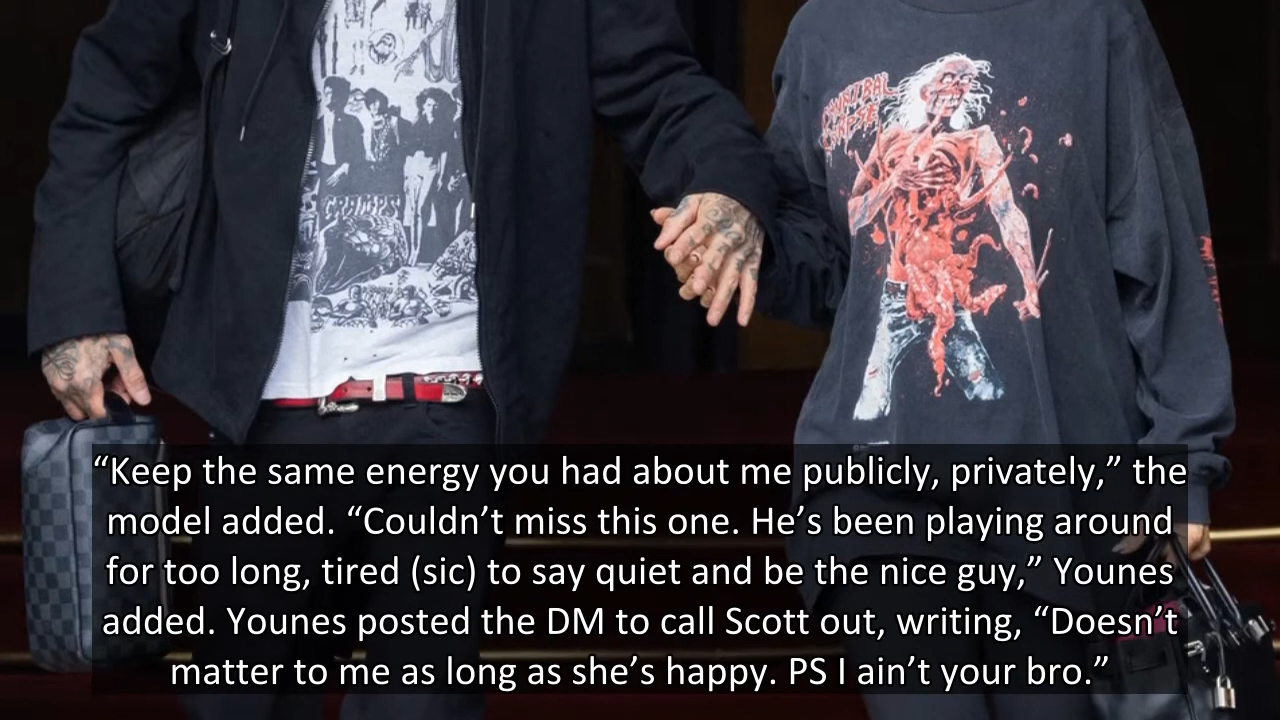 CRAMPS
CANNIBAL
CORPSE
“Keep the same energy you had about me publicly, privately,” the
model added. “Couldn’t miss this one. He’s been playing around
for too long, tired (sic) to say quiet and be the nice guy,” Younes
added. Younes posted the DM to call Scott out, writing, “Doesn’t
matter to me as long as she’s happy. PS I ain’t your bro.”